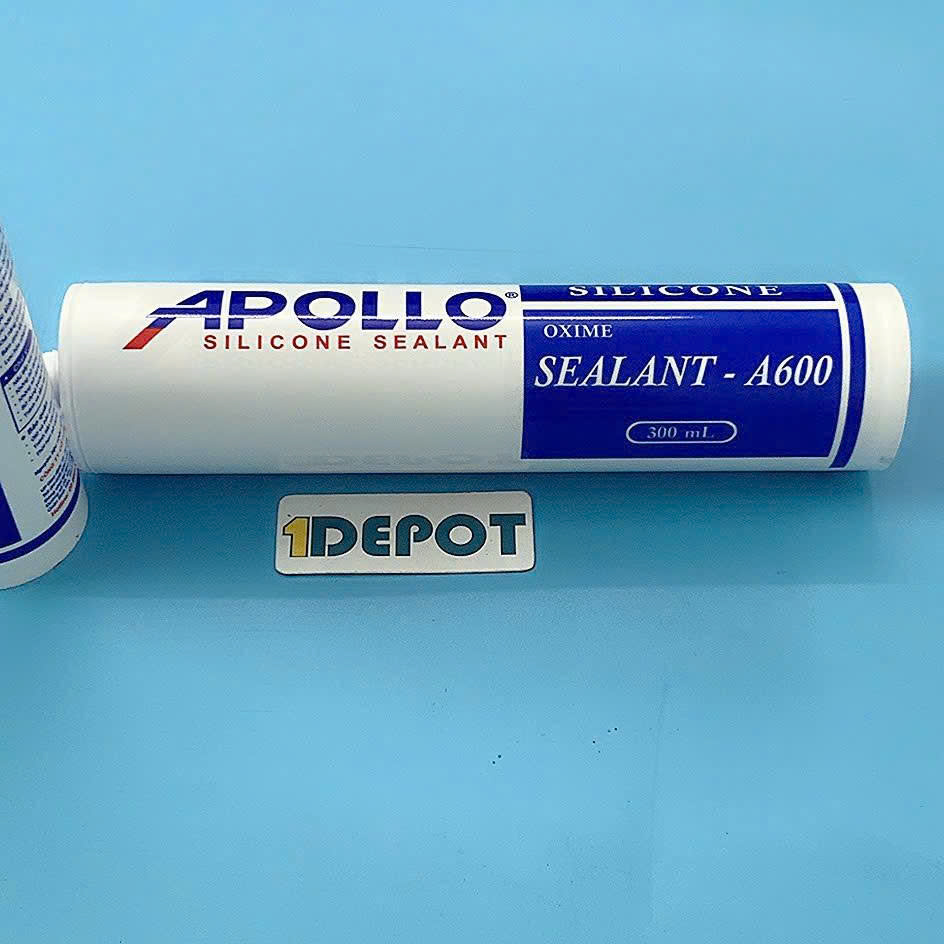 APOLLO®
SILICONE SEALANT
SILICONE
OXIME
SEALANT - A600
300 mL
1DEPOT